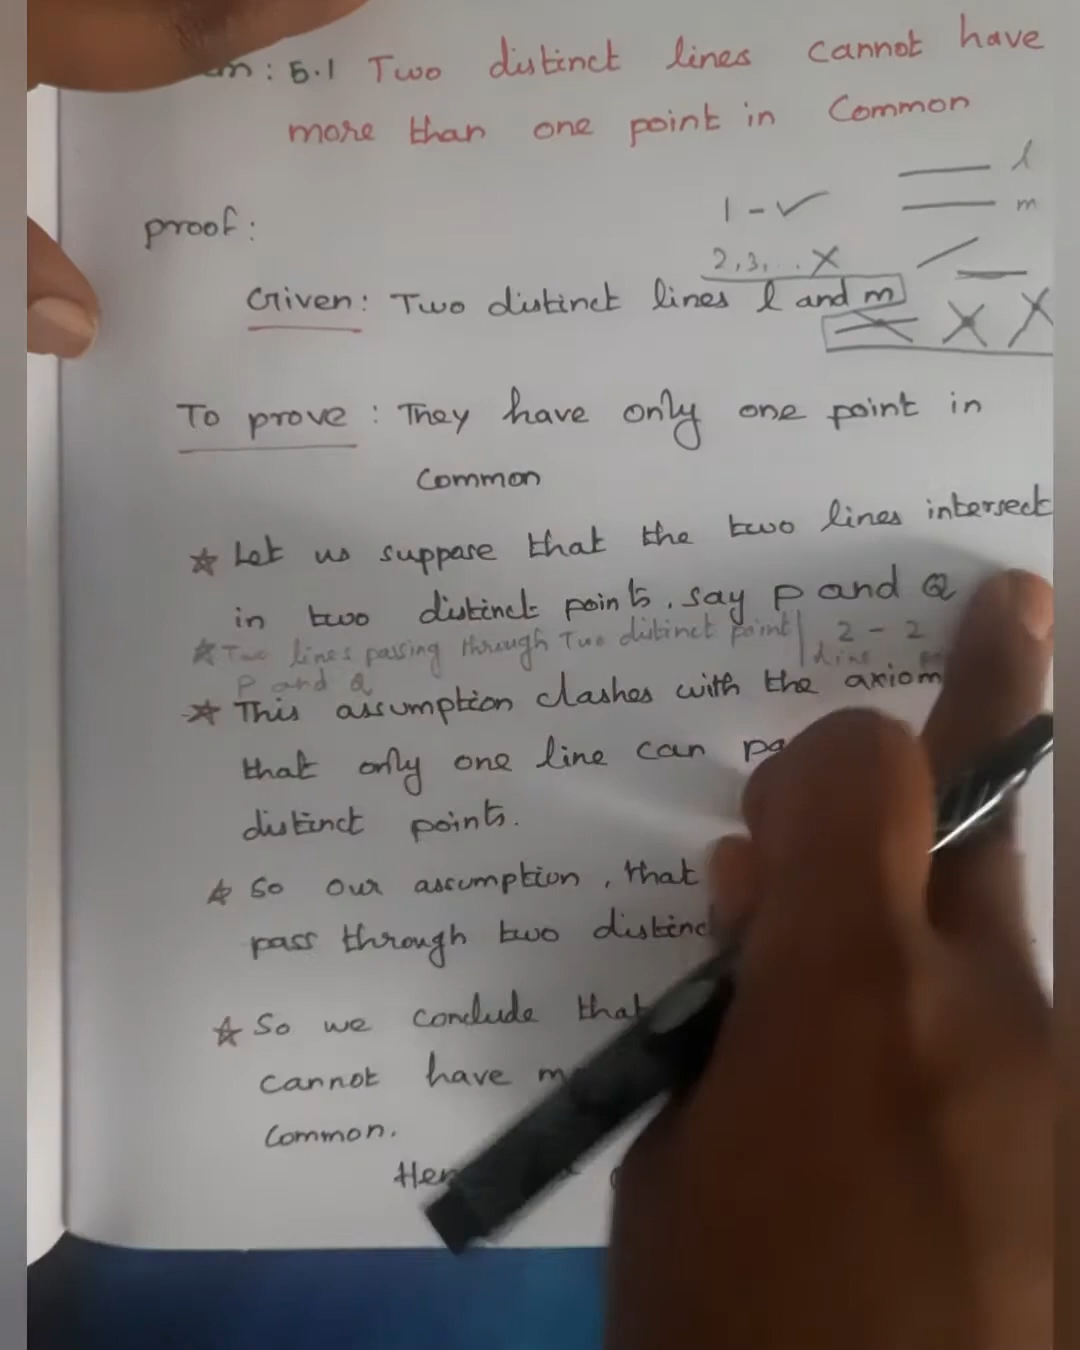 : 5.1 Two distinct lines cannot have
more than one point in Common
l
m
1 - ✓
2,3,... X
proof:
Given: Two distinct lines l and m
To prove: They have only one point in
Common
☆ Let us suppase that the two lines intersect
in two distinct points. say p and Q
☆ Two lines passing through Two distinct point
2 - 2
line
P and Q
☆ This assumption clashes with the axiom
that only one line can
distinct points.
☆ So our assumption, that
pass through two
☆ So we conclude that
cannot have
Common.